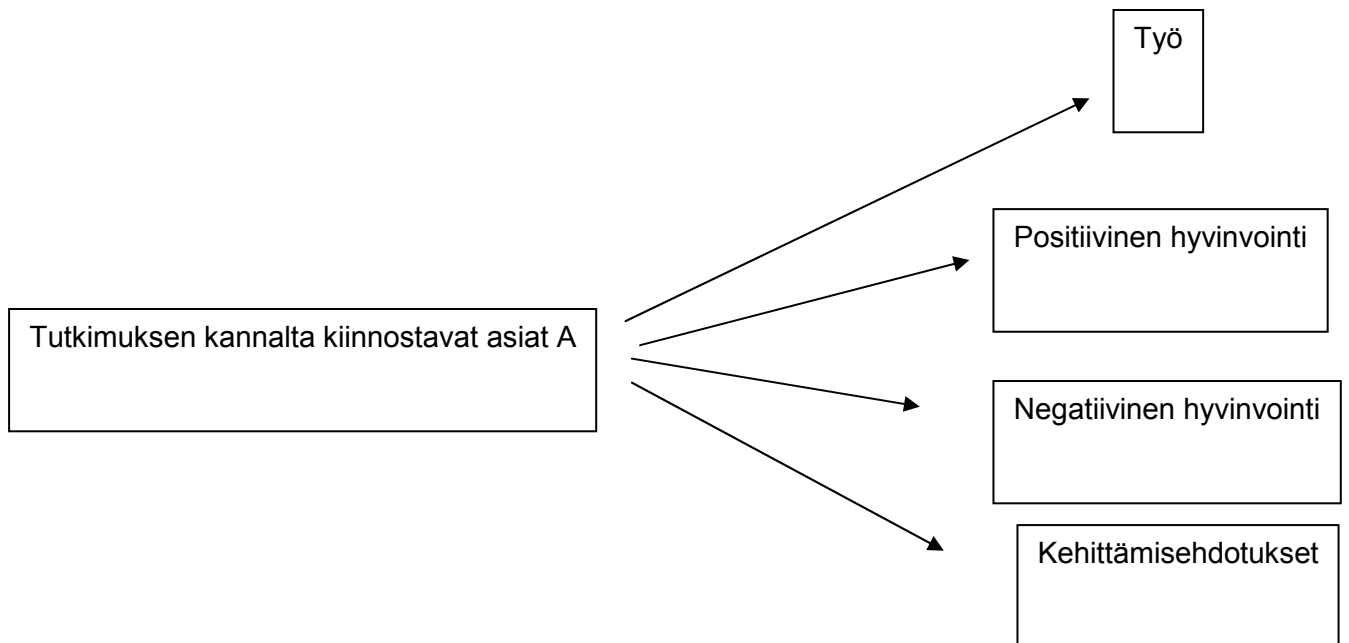 Työ
Positiivinen hyvinvointi
Tutkimuksen kannalta kiinnostavat asiat A
Negatiivinen hyvinvointi
Kehittämisehdotukset